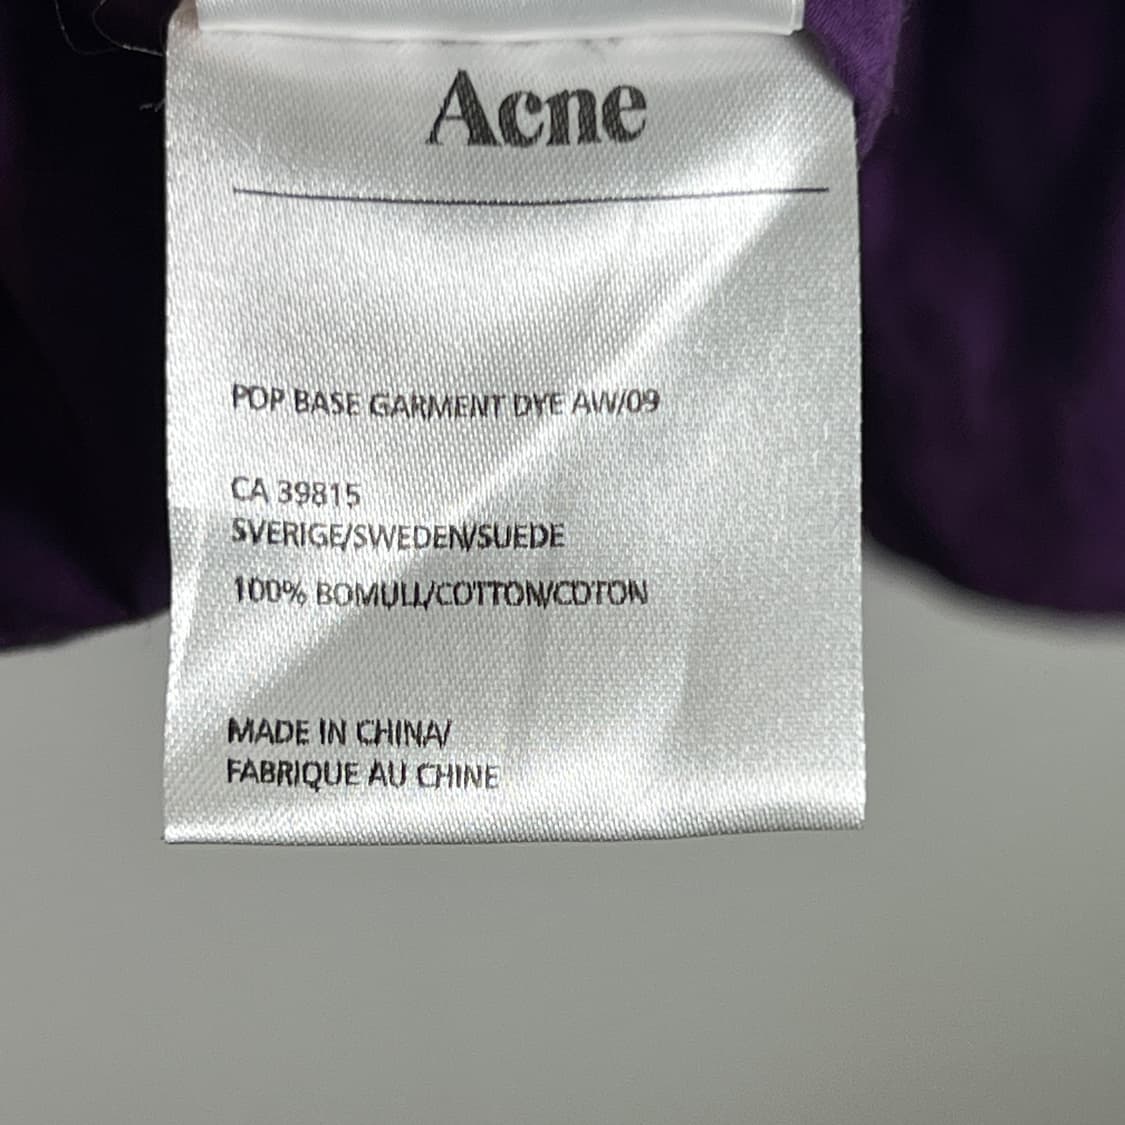 Acne
POP BASE GARMENT DYE AW/09
CA 39815
SVERIGE/SWEDEN/SUEDE
100% BOMULL/COTTON/COTON
MADE IN CHINA/
FABRIQUE AU CHINE